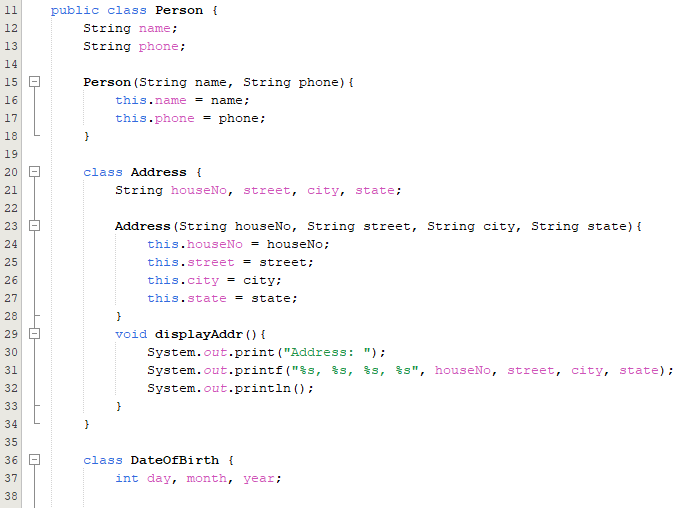 11 public class Person {
12 String name;
13 String phone;
14
15 Person(String name, String phone){
16 this.name = name;
17 this.phone = phone;
18 }
19
20 class Address {
21 String houseNo, street, city, state;
22
23 Address(String houseNo, String street, String city, String state){
24 this.houseNo = houseNo;
25 this.street = street;
26 this.city = city;
27 this.state = state;
28 }
29 void displayAddr(){
30 System.out.print("Address: ");
31 System.out.printf("%s, %s, %s, %s", houseNo, street, city, state);
32 System.out.println();
33 }
34 }
35
36 class DateOfBirth {
37 int day, month, year;
38